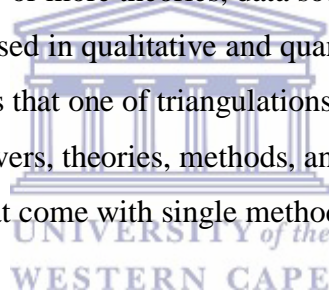 or more theories, data so
sed in qualitative and quan
s that one of triangulations
vers, theories, methods, an
at come with single method
UNIVERSITY of the
WESTERN CAPE